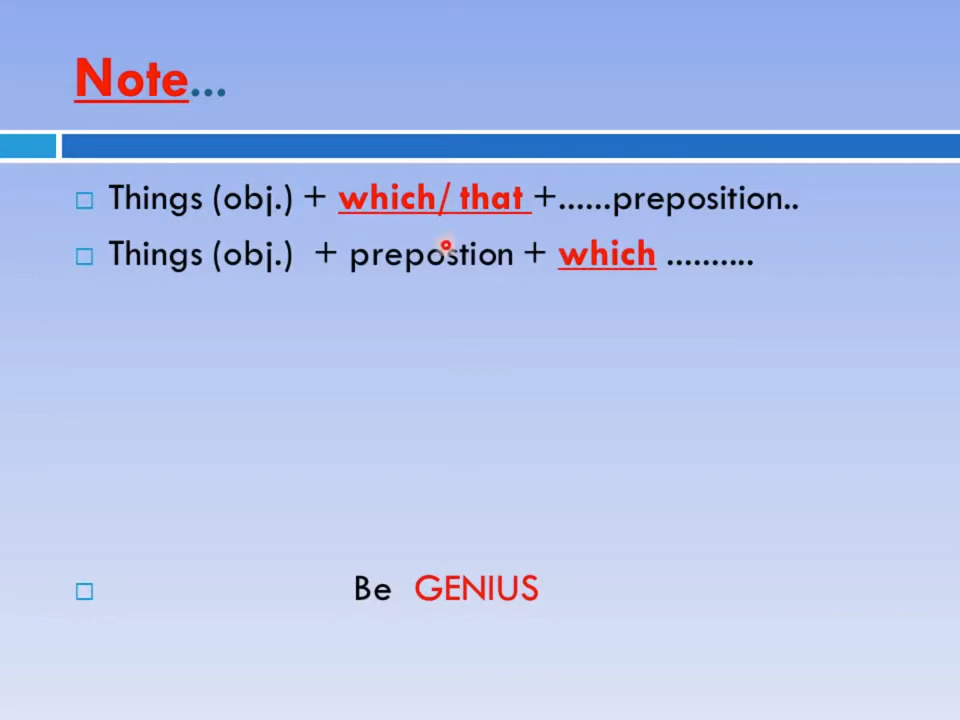 Note...
Things (obj.) + which/ that +......preposition..
Things (obj.) + prepostion + which ..........
Be GENIUS